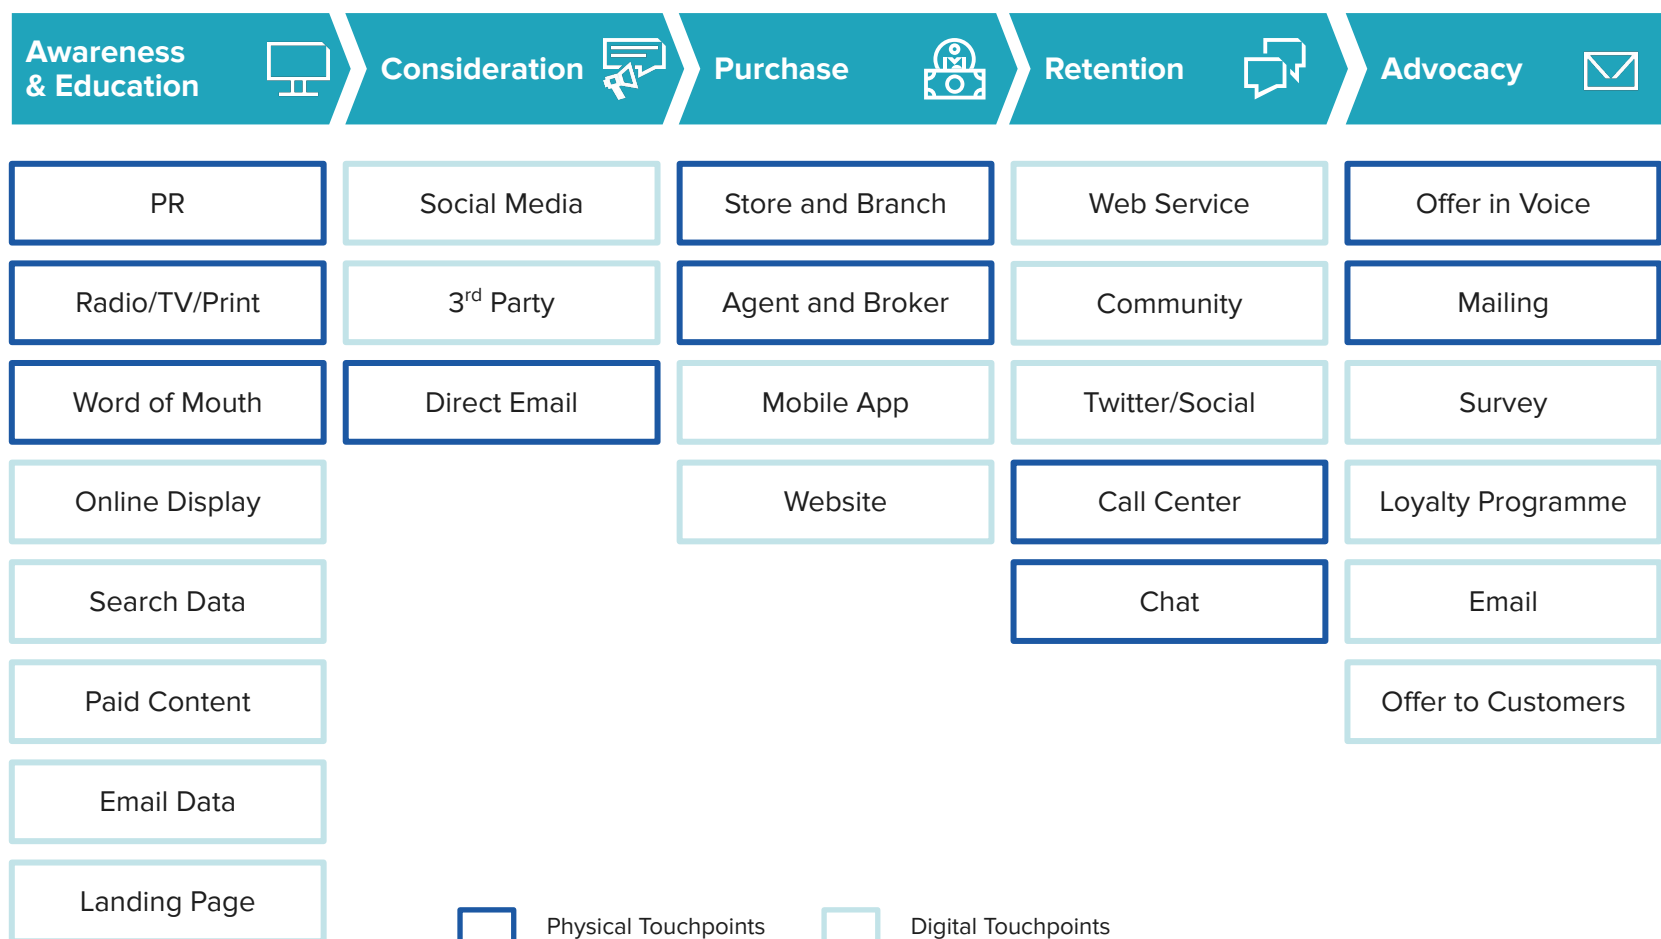 Awareness
& Education
Consideration
Purchase
Retention
Advocacy
PR
Social Media
Store and Branch
Web Service
Offer in Voice
Radio/TV/Print
3rd Party
Agent and Broker
Community
Mailing
Word of Mouth
Direct Email
Mobile App
Twitter/Social
Survey
Online Display
Website
Call Center
Loyalty Programme
Search Data
Chat
Email
Paid Content
Offer to Customers
Email Data
Landing Page
Physical Touchpoints
Digital Touchpoints